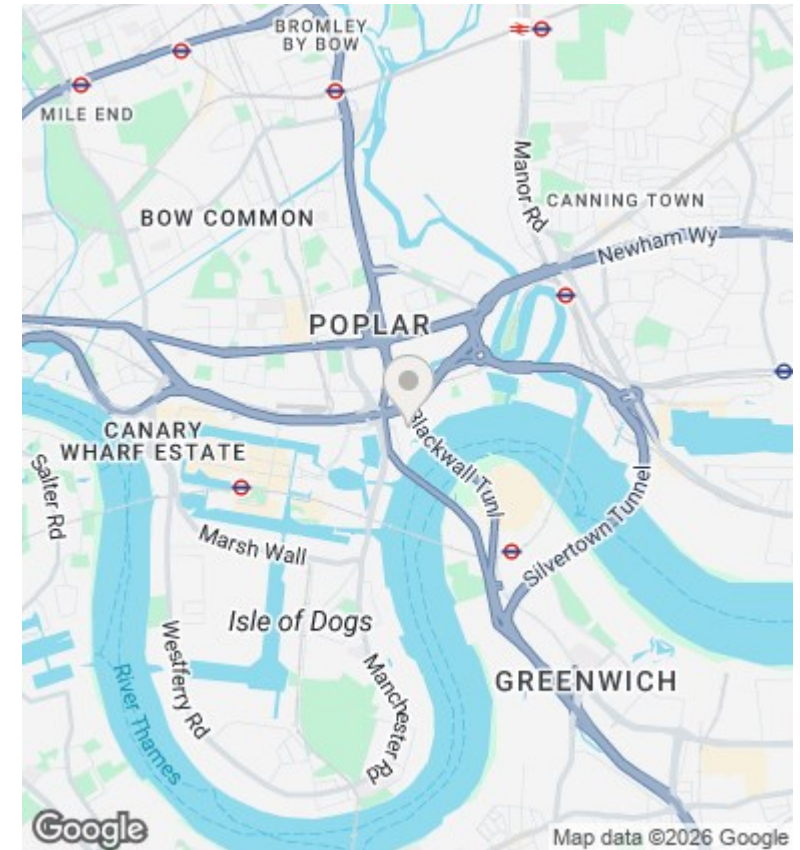 BROMLEY
BY BOW
MILE END
Manor Rd
CANNING TOWN
BOW COMMON
Newham Wy
POPLAR
CANARY
WHARF ESTATE
Blackwall Tunl
Salter Rd
Silvertown Tunnel
Marsh Wall
Isle of Dogs
Westferry Rd
Manchester Rd
GREENWICH
River Thames
Google
Map data ©2026 Google